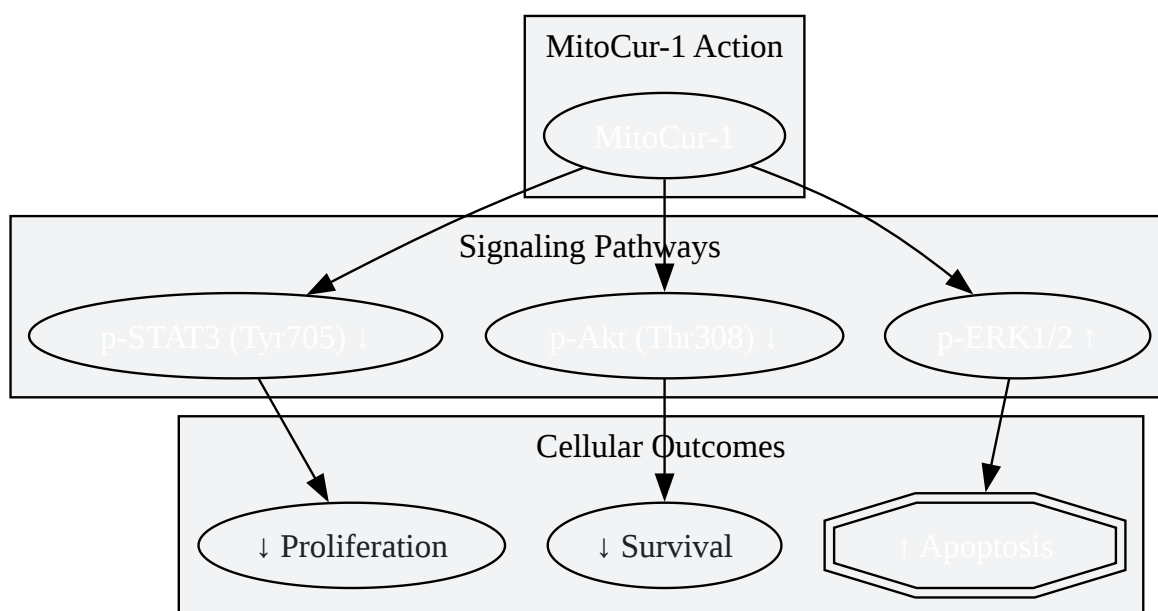 MitoCur-1 Action
MitoCur-1
Signaling Pathways
p-STAT3 (Tyr705) ↓
p-Akt (Thr308) ↓
p-ERK1/2 ↑
Cellular Outcomes
↓ Proliferation
↓ Survival
↑ Apoptosis